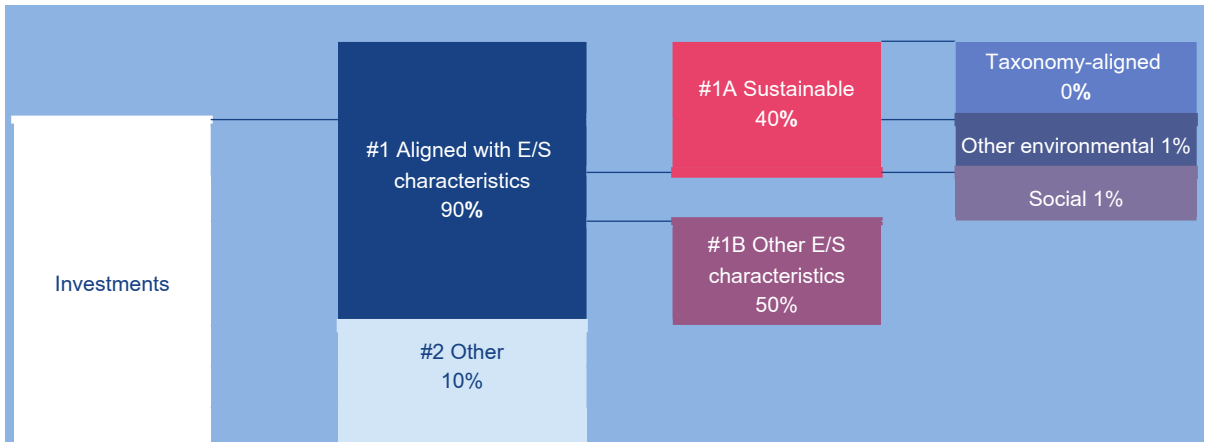 Investments
#1 Aligned with E/S
characteristics
90%
#2 Other
10%
#1A Sustainable
40%
#1B Other E/S
characteristics
50%
Taxonomy-aligned
0%
Other environmental 1%
Social 1%